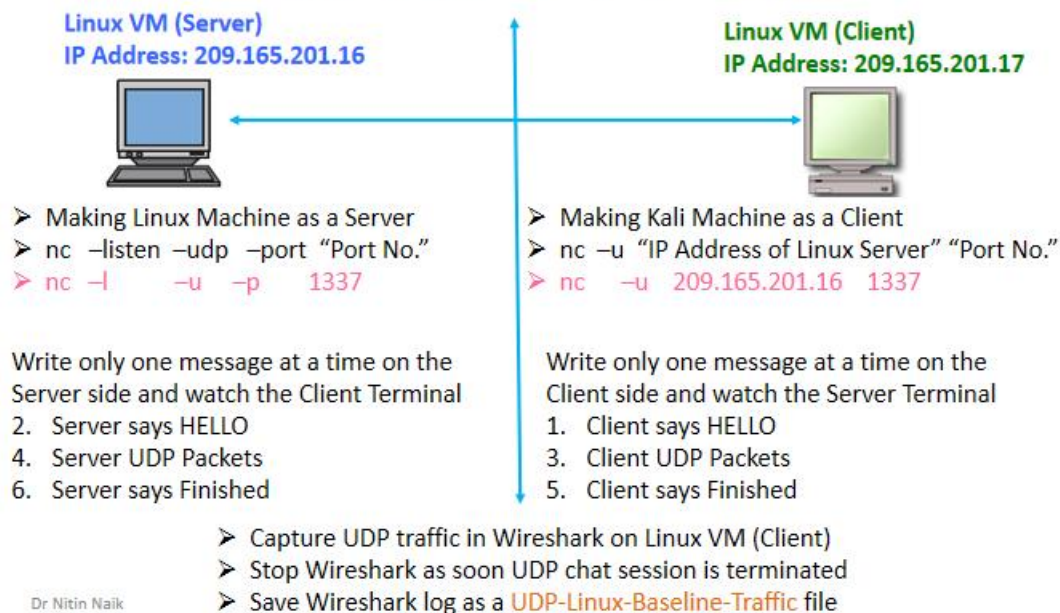 Linux VM (Server)
IP Address: 209.165.201.16
Linux VM (Client)
IP Address: 209.165.201.17
➢ Making Linux Machine as a Server
➢ nc –listen –udp –port “Port No.”
➢ nc –l –u –p 1337
➢ Making Kali Machine as a Client
➢ nc –u “IP Address of Linux Server” “Port No.”
➢ nc –u 209.165.201.16 1337
Write only one message at a time on the
Server side and watch the Client Terminal
2. Server says HELLO
4. Server UDP Packets
6. Server says Finished
Write only one message at a time on the
Client side and watch the Server Terminal
1. Client says HELLO
3. Client UDP Packets
5. Client says Finished
➢ Capture UDP traffic in Wireshark on Linux VM (Client)
➢ Stop Wireshark as soon UDP chat session is terminated
➢ Save Wireshark log as a UDP-Linux-Baseline-Traffic file
Dr Nitin Naik